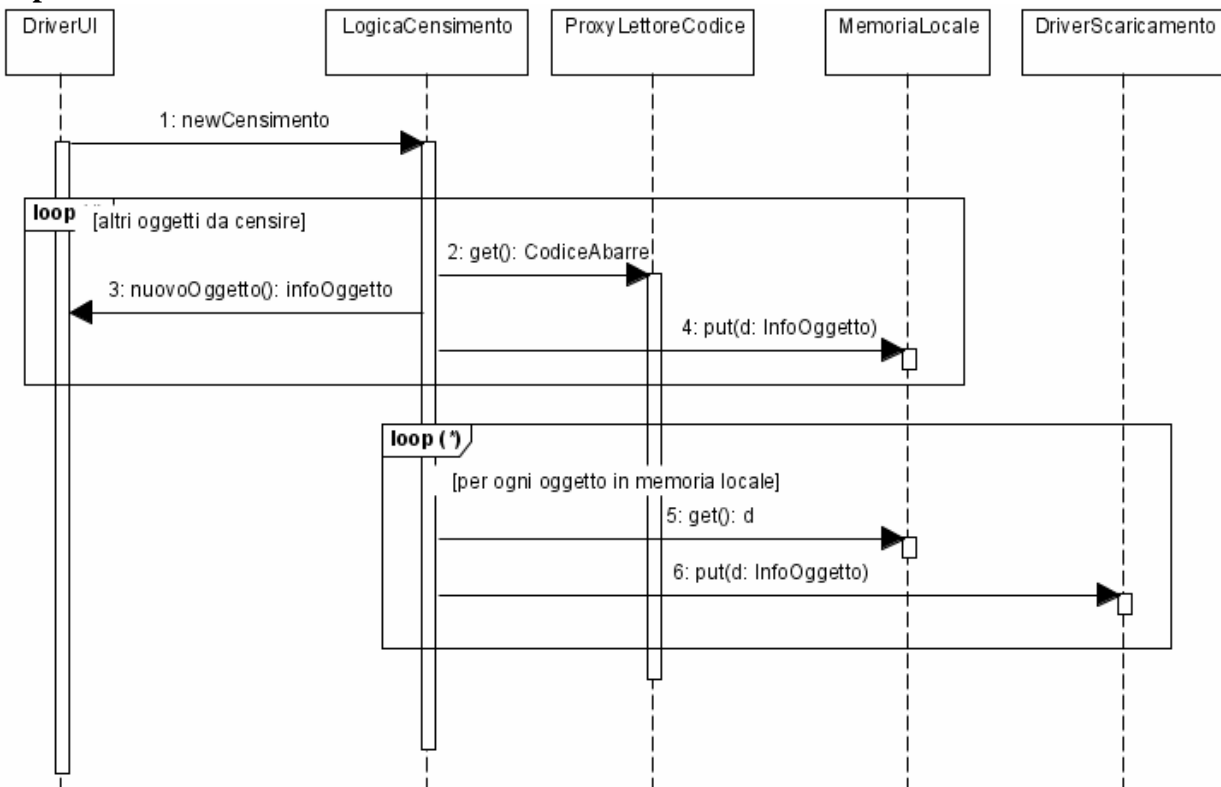 DriverUI
LogicaCensimento
ProxyLettoreCodice
MemoriaLocale
DriverScaricamento
1: newCensimento
loop
[altri oggetti da censire]
2: get(): CodiceAbarre
3: nuovoOggetto(): infoOggetto
4: put(d: InfoOggetto)
loop (*)
[per ogni oggetto in memoria locale]
5: get(): d
6: put(d: InfoOggetto)